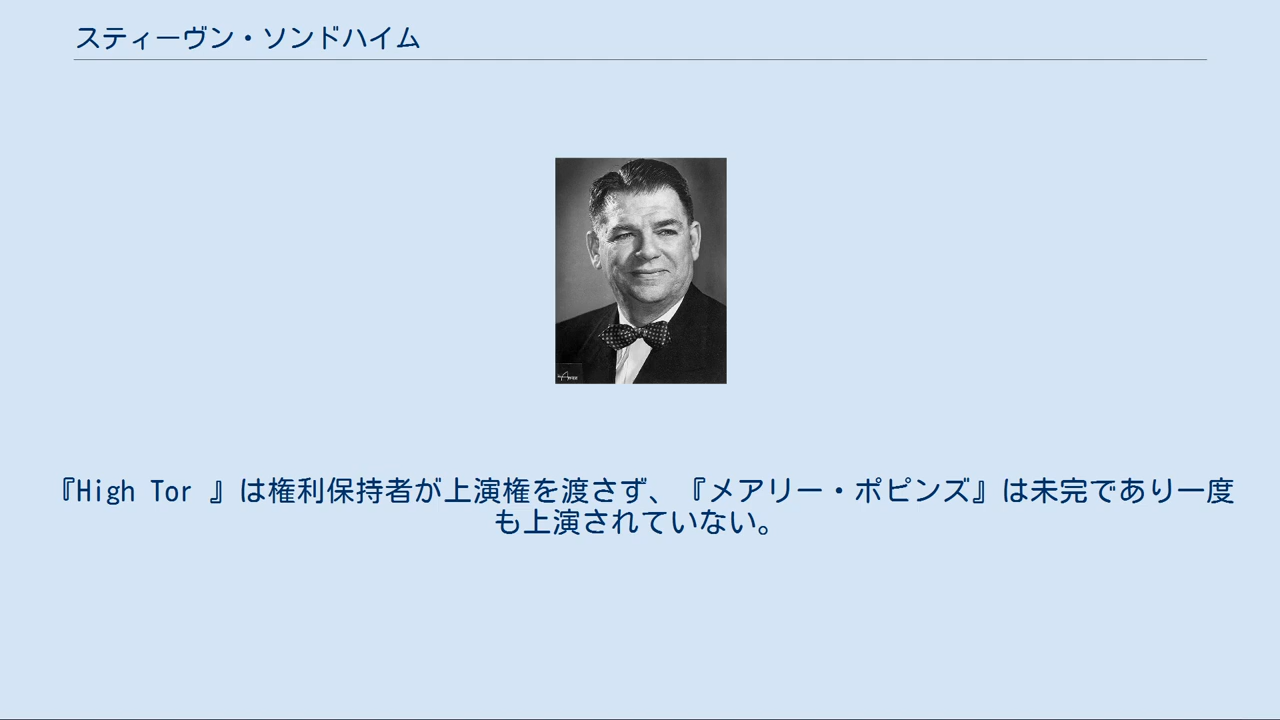 スティーヴン・ソンドハイム
『High Tor 』は権利保持者が上演権を渡さず、『メアリー・ポピンズ』は未完であり一度
も上演されていない。